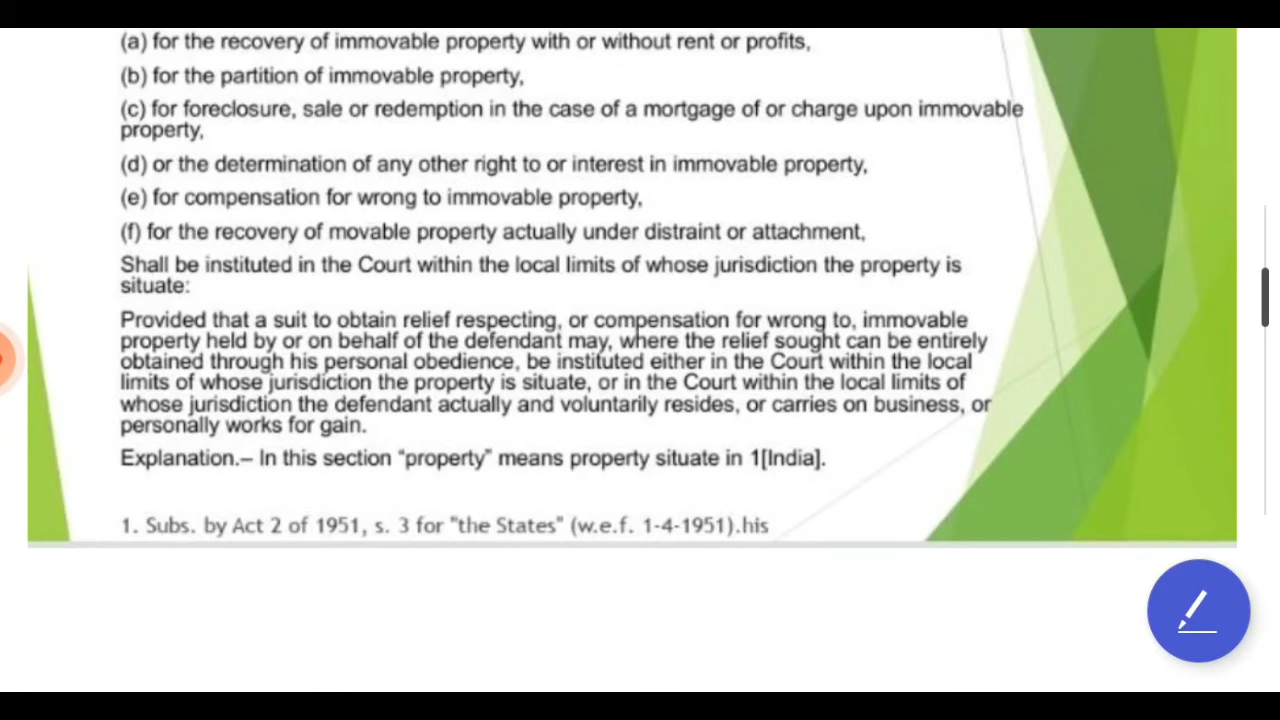 (a) for the recovery of immovable property with or without rent or profits,
(b) for the partition of immovable property,
(c) for foreclosure, sale or redemption in the case of a mortgage of or charge upon immovable
property,
(d) or the determination of any other right to or interest in immovable property,
(e) for compensation for wrong to immovable property,
(f) for the recovery of movable property actually under distraint or attachment,
Shall be instituted in the Court within the local limits of whose jurisdiction the property is
situate:
Provided that a suit to obtain relief respecting, or compensation for wrong to, immovable
property held by or on behalf of the defendant may, where the relief sought can be entirely
obtained through his personal obedience, be instituted either in the Court within the local
limits of whose jurisdiction the property is situate, or in the Court within the local limits of
whose jurisdiction the defendant actually and voluntarily resides, or carries on business, or
personally works for gain.
Explanation.– In this section “property” means property situate in 1[India].
1. Subs. by Act 2 of 1951, s. 3 for "the States" (w.e.f. 1-4-1951).his